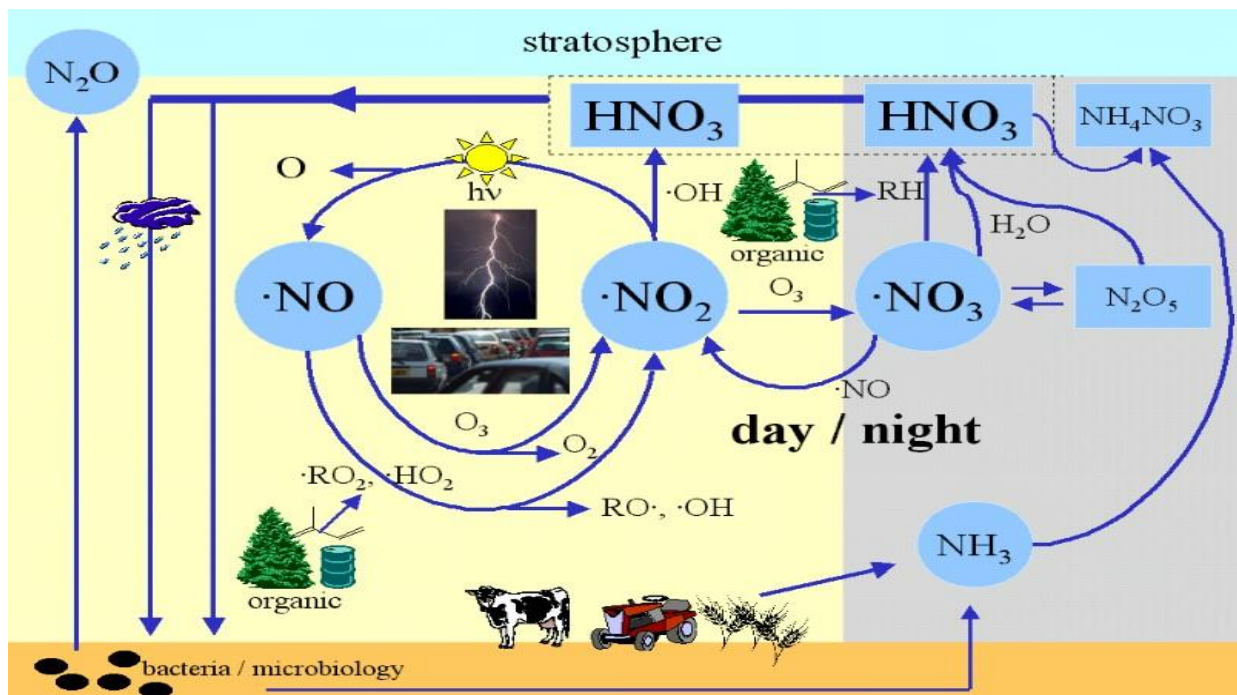 stratosphere
N₂O
HNO₃
HNO₃
NH₄NO₃
O
hν
·OH
RH
organic
H₂O
·NO
·NO₂
O₃
·NO₃
N₂O₅
·NO
O₃
O₂
day / night
·RO₂, ·HO₂
RO·, ·OH
organic
NH₃
bacteria / microbiology